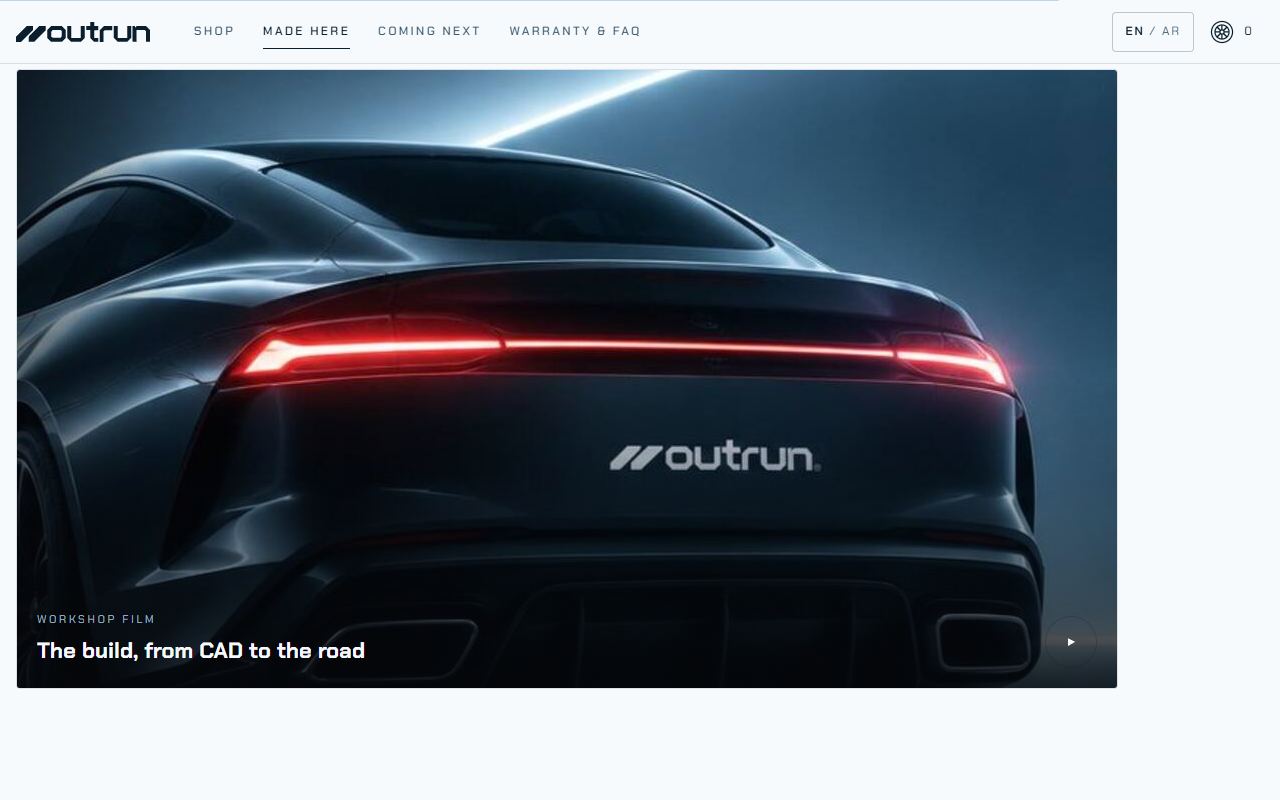 outrun
SHOP
MADE HERE
COMING NEXT
WARRANTY & FAQ
EN / AR
0
outrun
WORKSHOP FILM
The build, from CAD to the road